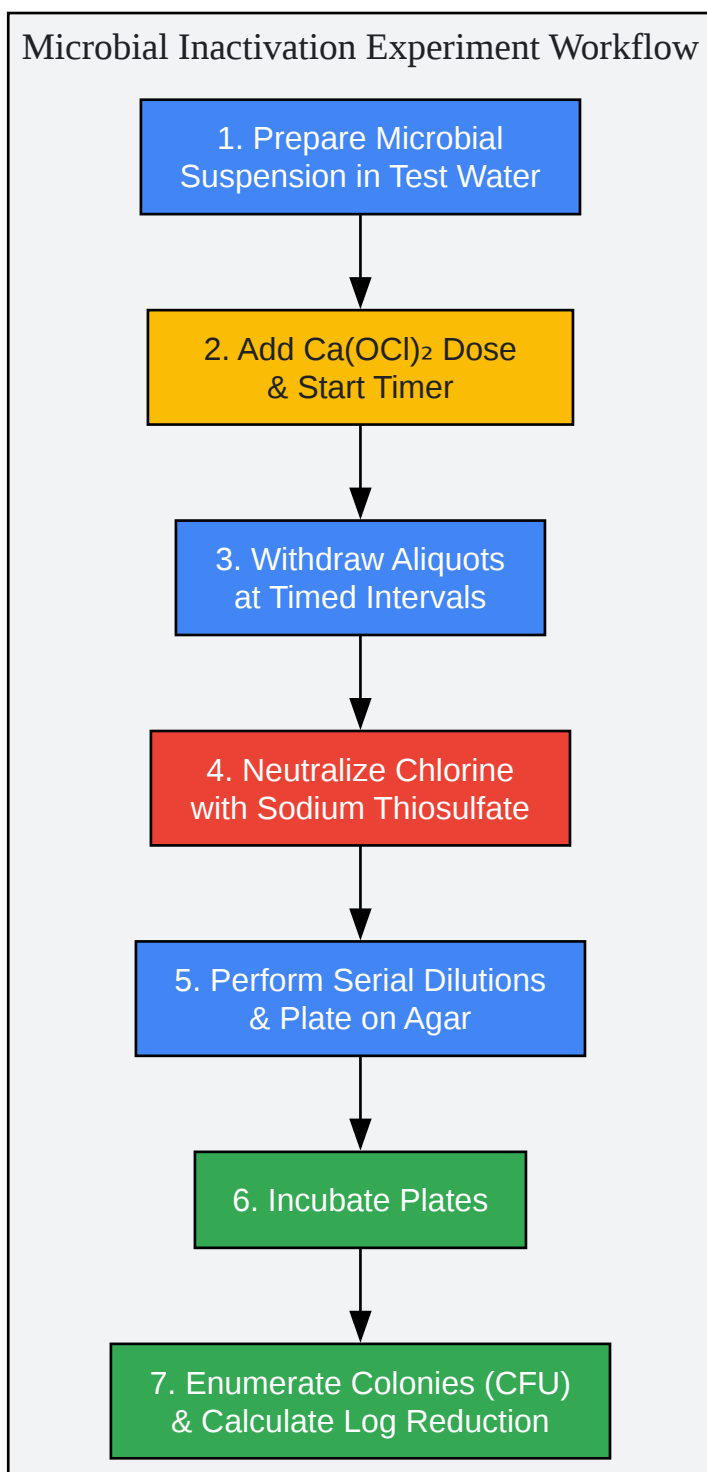 Microbial Inactivation Experiment Workflow
1. Prepare Microbial
Suspension in Test Water
2. Add Ca(OCl)₂ Dose
& Start Timer
3. Withdraw Aliquots
at Timed Intervals
4. Neutralize Chlorine
with Sodium Thiosulfate
5. Perform Serial Dilutions
& Plate on Agar
6. Incubate Plates
7. Enumerate Colonies (CFU)
& Calculate Log Reduction